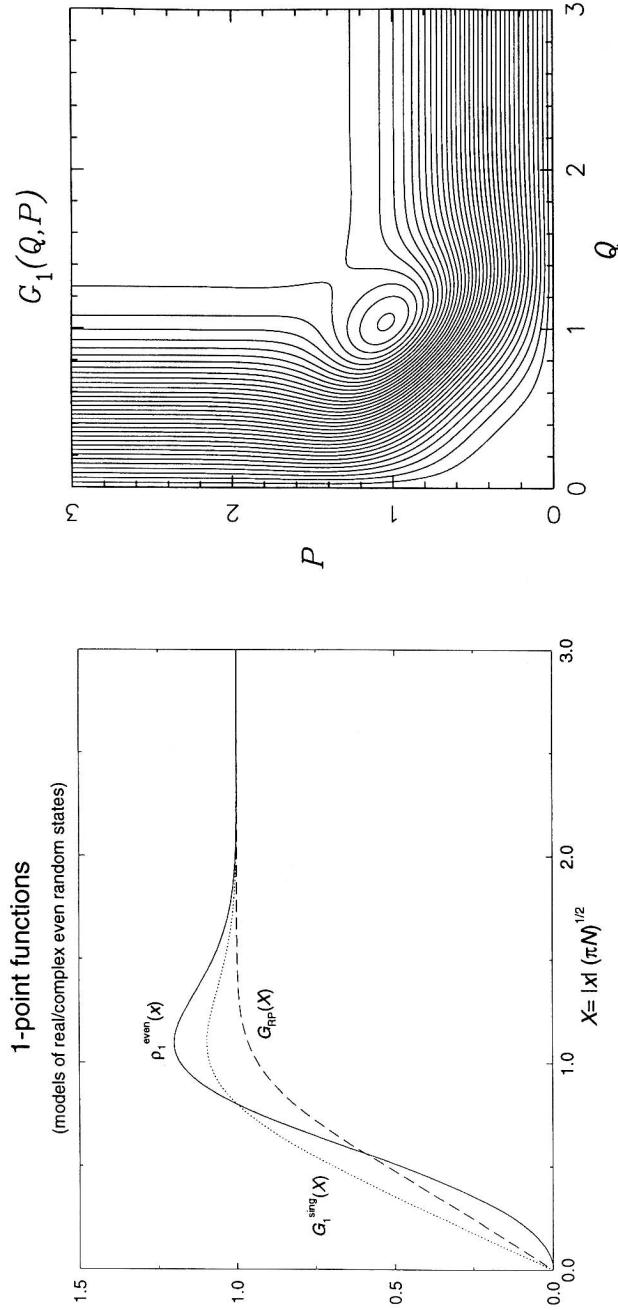 1-point functions
(models of real/complex even random states)
1.5
1.0
0.5
0.0
ρ₁ᵉᵛᵉⁿ(x)
G₁ˢⁱⁿᵍ(X)
G_RP(X)
0.0
1.0
2.0
3.0
X= |x| (πN)^{1/2}
G₁(Q,P)
3
2
1
0
P
0
1
2
3
Q